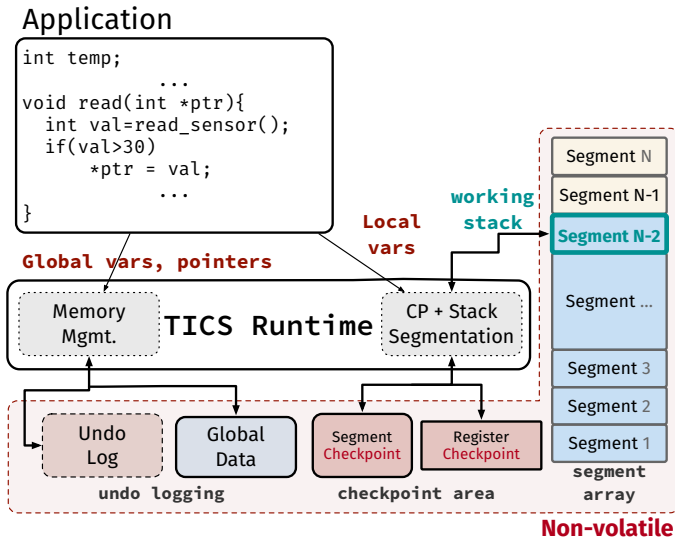 Application
int temp;
...
void read(int *ptr){
int val=read_sensor();
if(val>30)
*ptr = val;
...
}
Global vars, pointers
Local
vars
working
stack
Memory
Mgmt.
TICS Runtime
CP + Stack
Segmentation
Segment N
Segment N-1
Segment N-2
Segment ...
Segment 3
Segment 2
Segment 1
Undo
Log
Global
Data
Segment
Checkpoint
Register
Checkpoint
undo logging
checkpoint area
segment
array
Non-volatile